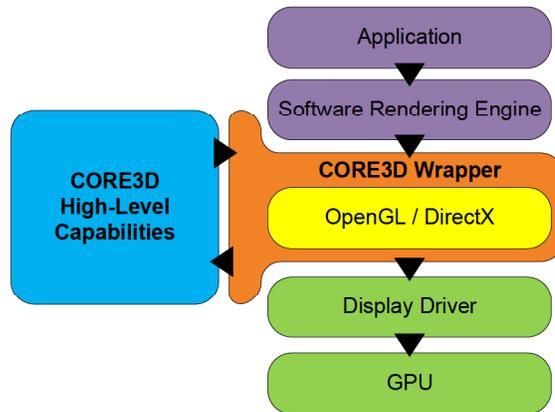 Application
Software Rendering Engine
CORE3D Wrapper
OpenGL / DirectX
CORE3D
High-Level
Capabilities
Display Driver
GPU